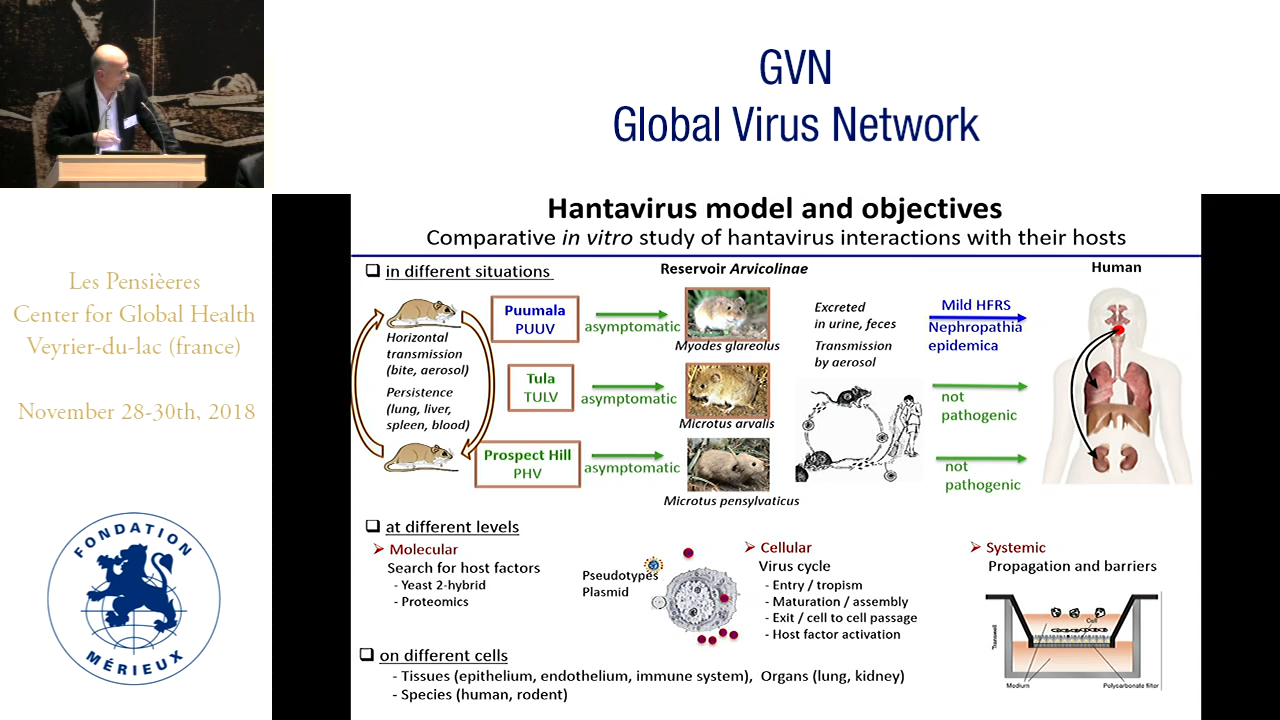 GVN
Global Virus Network
Les Pensièeres
Center for Global Health
Veyrier-du-lac (france)
November 28-30th, 2018
FONDATION
MÉRIEUX
Hantavirus model and objectives
Comparative in vitro study of hantavirus interactions with their hosts
in different situations
Reservoir Arvicolinae
Human
Horizontal
transmission
(bite, aerosol)
Persistence
(lung, liver,
spleen, blood)
Puumala
PUUV
asymptomatic
Myodes glareolus
Tula
TULV
asymptomatic
Microtus arvalis
Prospect Hill
PHV
asymptomatic
Microtus pensylvaticus
Excreted
in urine, feces
Transmission
by aerosol
Mild HFRS
Nephropathia
epidemica
not
pathogenic
not
pathogenic
at different levels
Molecular
Search for host factors
- Yeast 2-hybrid
- Proteomics
Pseudotypes
Plasmid
Cellular
Virus cycle
- Entry / tropism
- Maturation / assembly
- Exit / cell to cell passage
- Host factor activation
Systemic
Propagation and barriers
Cell
Transwell
Medium
Polycarbonate filter
on different cells
- Tissues (epithelium, endothelium, immune system), Organs (lung, kidney)
- Species (human, rodent)